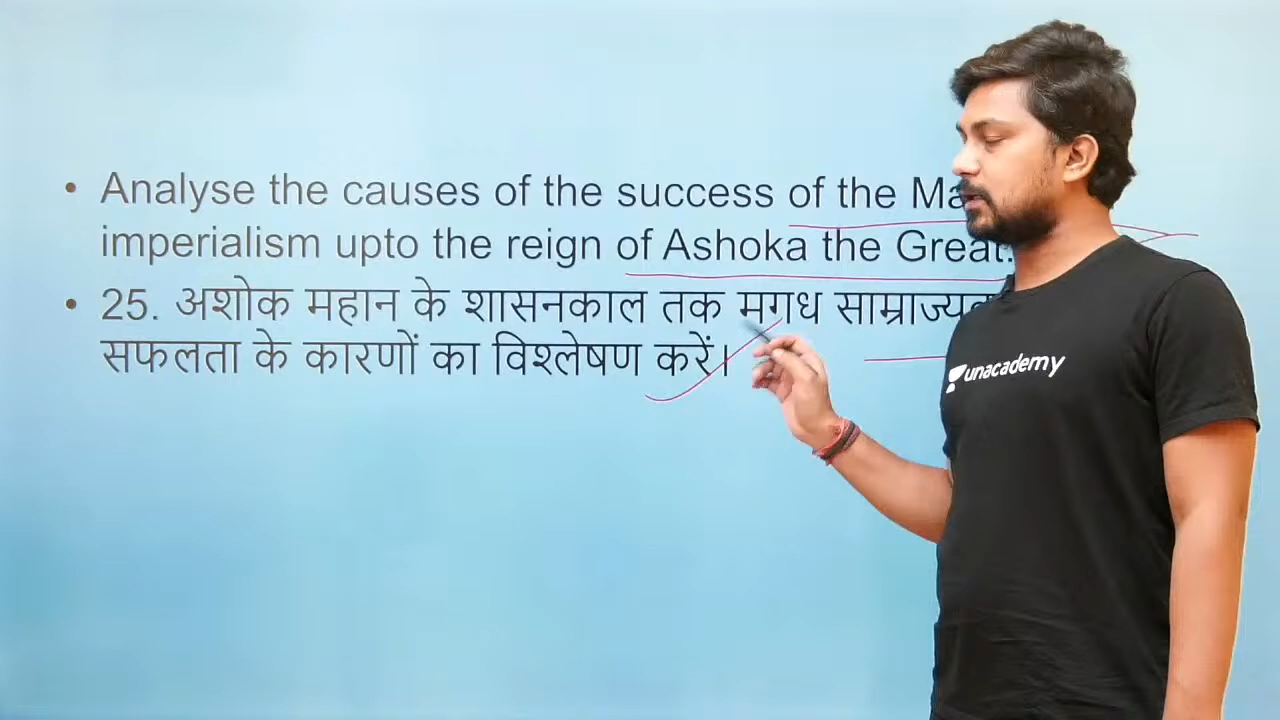 • Analyse the causes of the success of the
imperialism upto the reign of Ashoka the Great.
• 25. अशोक महान के शासनकाल तक मगध
सफलता के कारणों का विश्लेषण करें।
unacademy